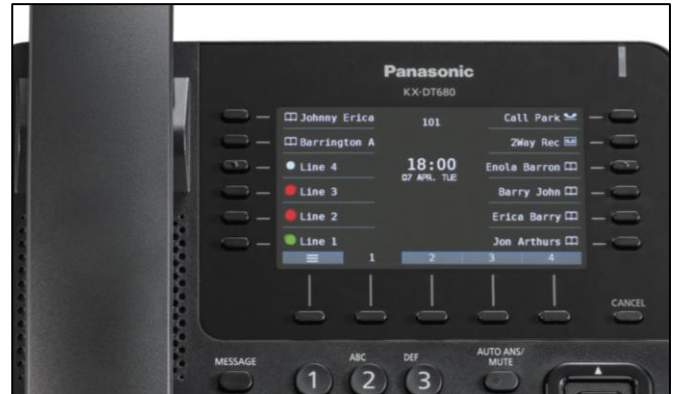 Panasonic
KX-DT680
Johnny Erica
101
Call Park
Barrington A
2Way Rec
Line 4
18:00
07 APR. TUE
Enola Barron
Line 3
Barry John
Line 2
Erica Barry
Line 1
Jon Arthurs
1 2 3 4
CANCEL
MESSAGE
ABC
DEF
AUTO ANS/
MUTE
1 2 3